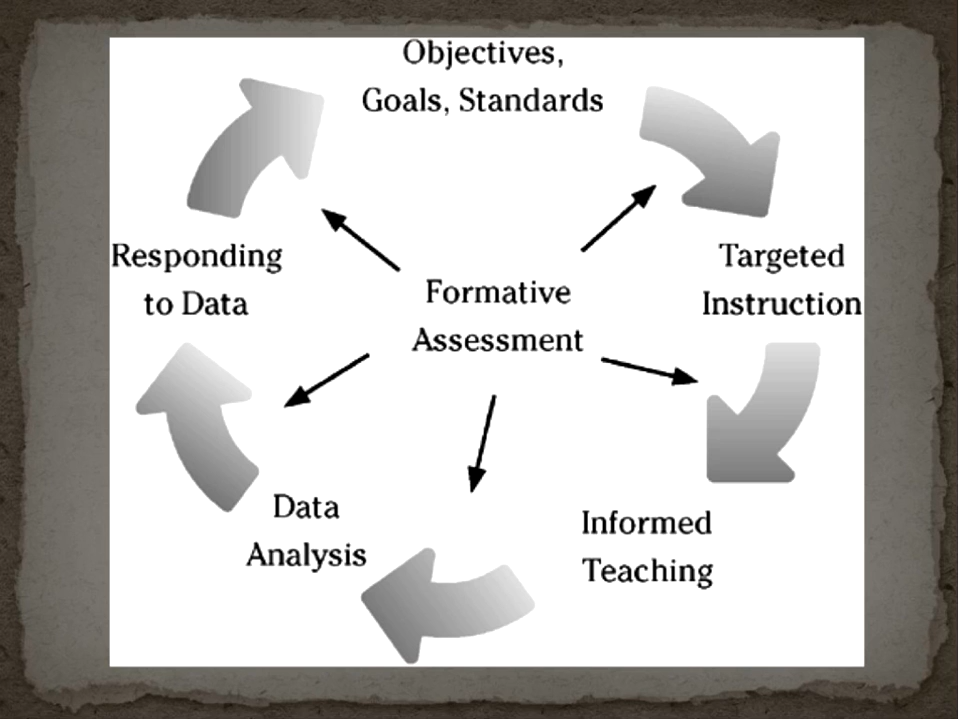 Objectives,
Goals, Standards
Responding
to Data
Targeted
Instruction
Formative
Assessment
Data
Analysis
Informed
Teaching